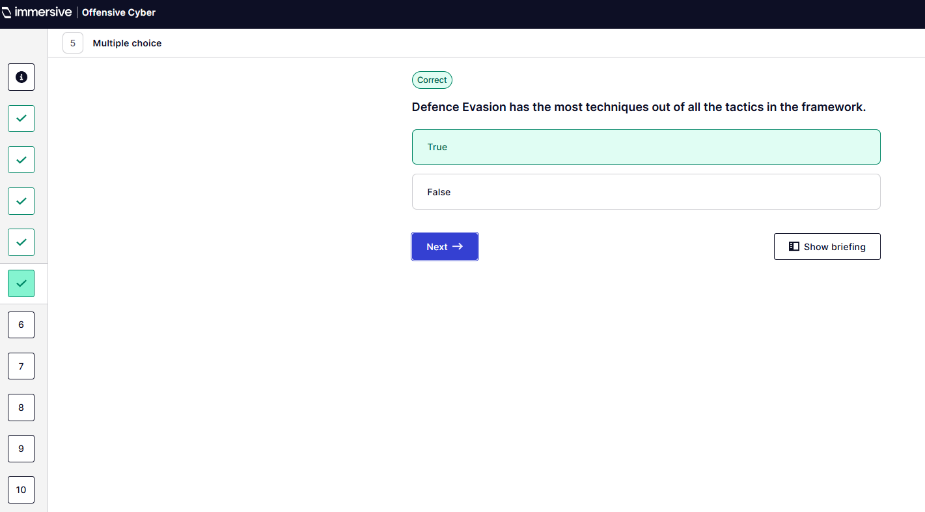 immersive | Offensive Cyber
5 Multiple choice
Correct
Defence Evasion has the most techniques out of all the tactics in the framework.
True
False
Next →
Show briefing
6
7
8
9
10